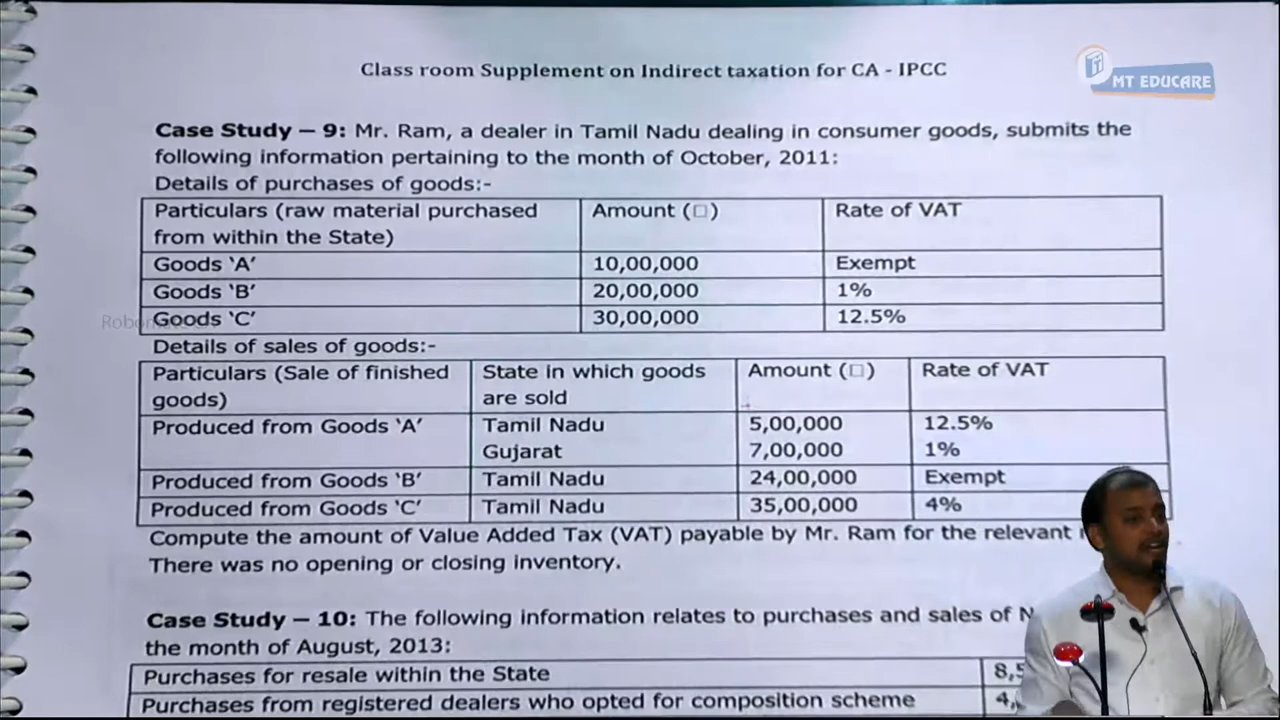 Class room Supplement on Indirect taxation for CA - IPCC
MT EDUCARE
Case Study – 9: Mr. Ram, a dealer in Tamil Nadu dealing in consumer goods, submits the
following information pertaining to the month of October, 2011:
Details of purchases of goods:-
Particulars (raw material purchased from within the State) Amount (□) Rate of VAT
Goods ‘A’ 10,00,000 Exempt
Goods ‘B’ 20,00,000 1%
Goods ‘C’ 30,00,000 12.5%
Details of sales of goods:-
Particulars (Sale of finished goods) State in which goods are sold Amount (□) Rate of VAT
Produced from Goods ‘A’ Tamil Nadu 5,00,000 12.5%
Gujarat 7,00,000 1%
Produced from Goods ‘B’ Tamil Nadu 24,00,000 Exempt
Produced from Goods ‘C’ Tamil Nadu 35,00,000 4%
Compute the amount of Value Added Tax (VAT) payable by Mr. Ram for the relevant
There was no opening or closing inventory.
Case Study – 10: The following information relates to purchases and sales of
the month of August, 2013:
Purchases for resale within the State
Purchases from registered dealers who opted for composition scheme